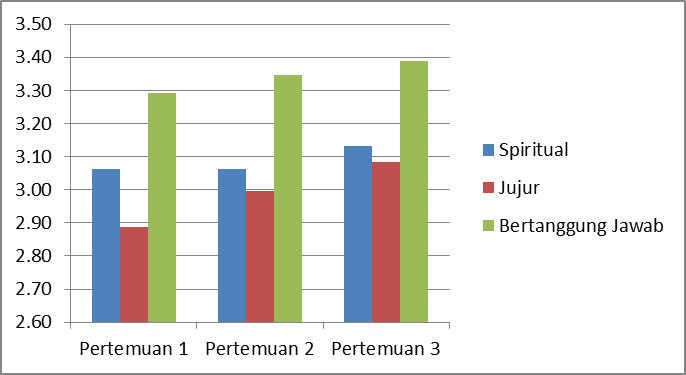 3.50
3.40
3.30
3.20
3.10
3.00
2.90
2.80
2.70
2.60
Pertemuan 1 Pertemuan 2 Pertemuan 3
Spiritual
Jujur
Bertanggung Jawab